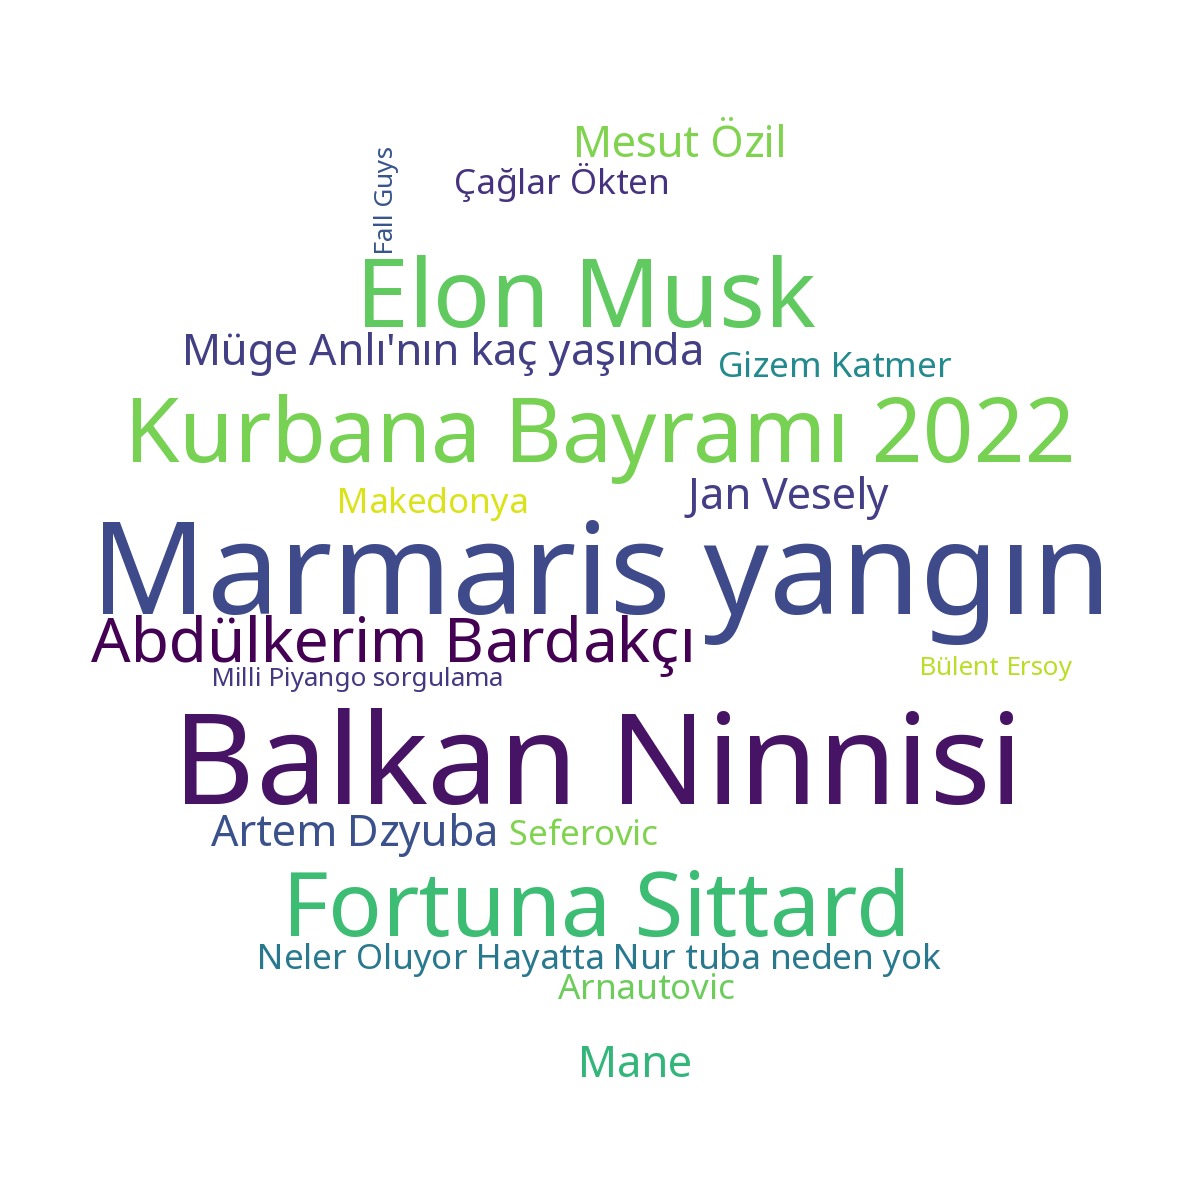 Mesut Özil
Çağlar Ökten
Fall Guys
Elon Musk
Müge Anlı'nın kaç yaşında
Gizem Katmer
Kurbana Bayramı 2022
Jan Vesely
Makedonya
Marmaris yangın
Abdülkerim Bardakçı
Milli Piyango sorgulama
Bülent Ersoy
Balkan Ninnisi
Artem Dzyuba
Seferovic
Fortuna Sittard
Neler Oluyor Hayatta Nur tuba neden yok
Arnautovic
Mane